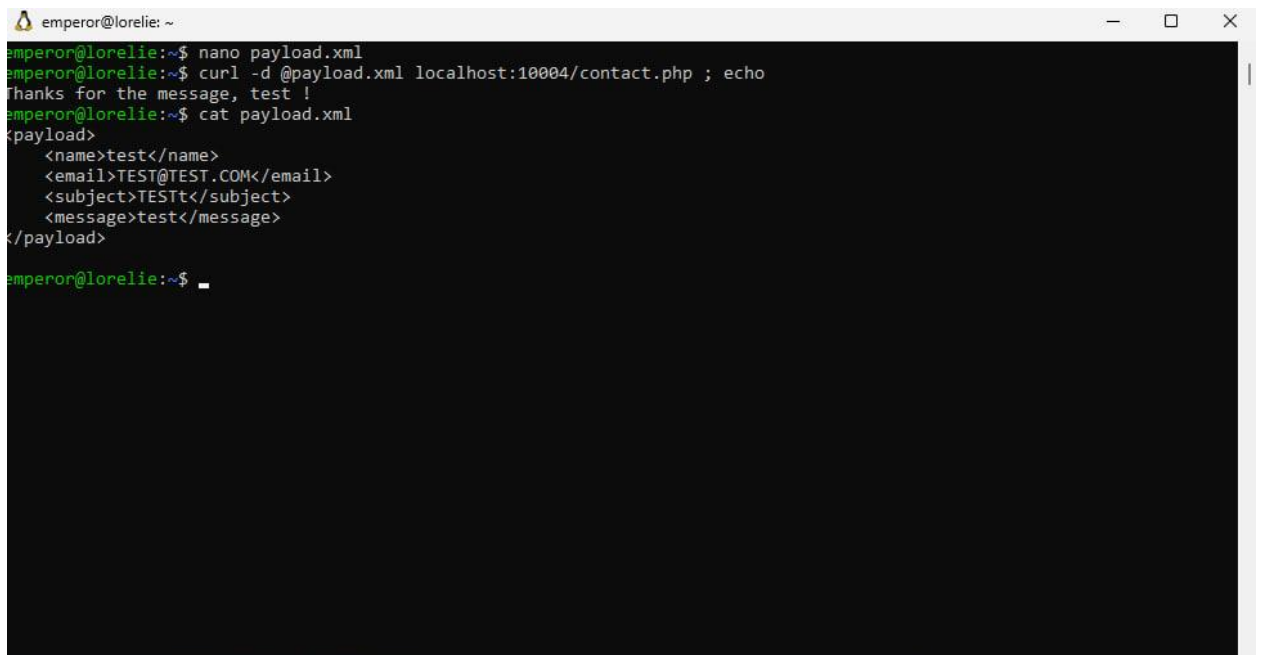 emperor@lorelie: ~
emperor@lorelie:~$ nano payload.xml
emperor@lorelie:~$ curl -d @payload.xml localhost:10004/contact.php ; echo
Thanks for the message, test !
emperor@lorelie:~$ cat payload.xml
<payload>
    <name>test</name>
    <email>TEST@TEST.COM</email>
    <subject>TESTt</subject>
    <message>test</message>
</payload>
emperor@lorelie:~$